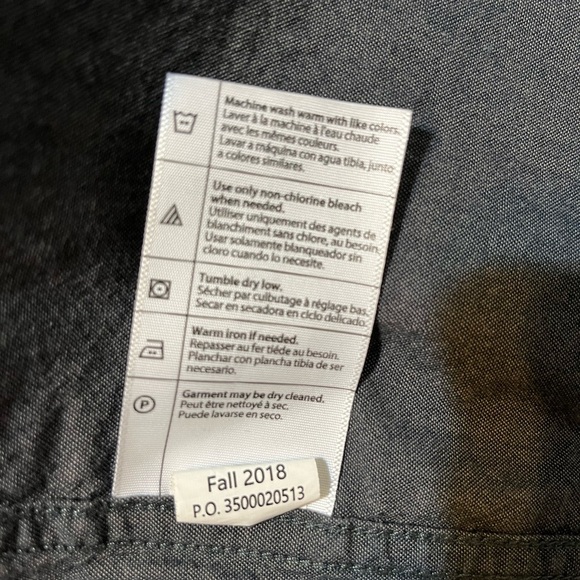 Machine wash warm with like colors.
Laver à la machine à l'eau chaude
avec les mêmes couleurs.
Lavar a máquina con agua tibia, junto
a colores similares.
Use only non-chlorine bleach
when needed.
Utiliser uniquement des agents de
blanchiment sans chlore, au besoin.
Usar solamente blanqueador sin
cloro cuando lo necesite.
Tumble dry low.
Sécher par culbutage à réglage bas.
Secar en secadora en ciclo delicado.
Warm iron if needed.
Repasser au fer tiéde au besoin.
Planchar con plancha tibia de ser
necesario.
P
Garment may be dry cleaned.
Peut être nettoyé à sec.
Puede lavarse en seco.
Fall 2018
P.O. 3500020513